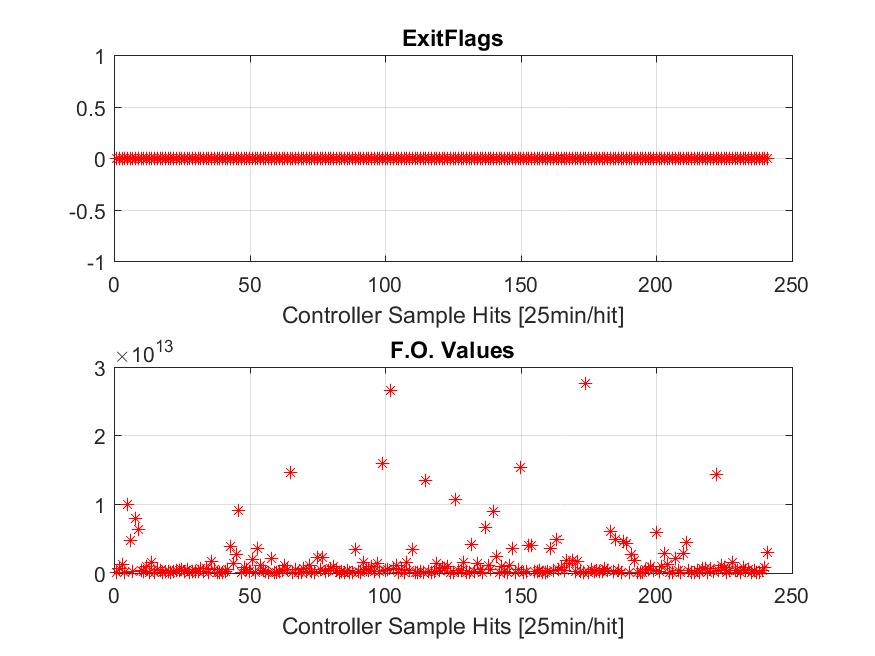 ExitFlags
1
0.5
0
-0.5
-1
0 50 100 150 200 250
Controller Sample Hits [25min/hit]
F.O. Values
×10^13
3
2
1
0
0 50 100 150 200 250
Controller Sample Hits [25min/hit]